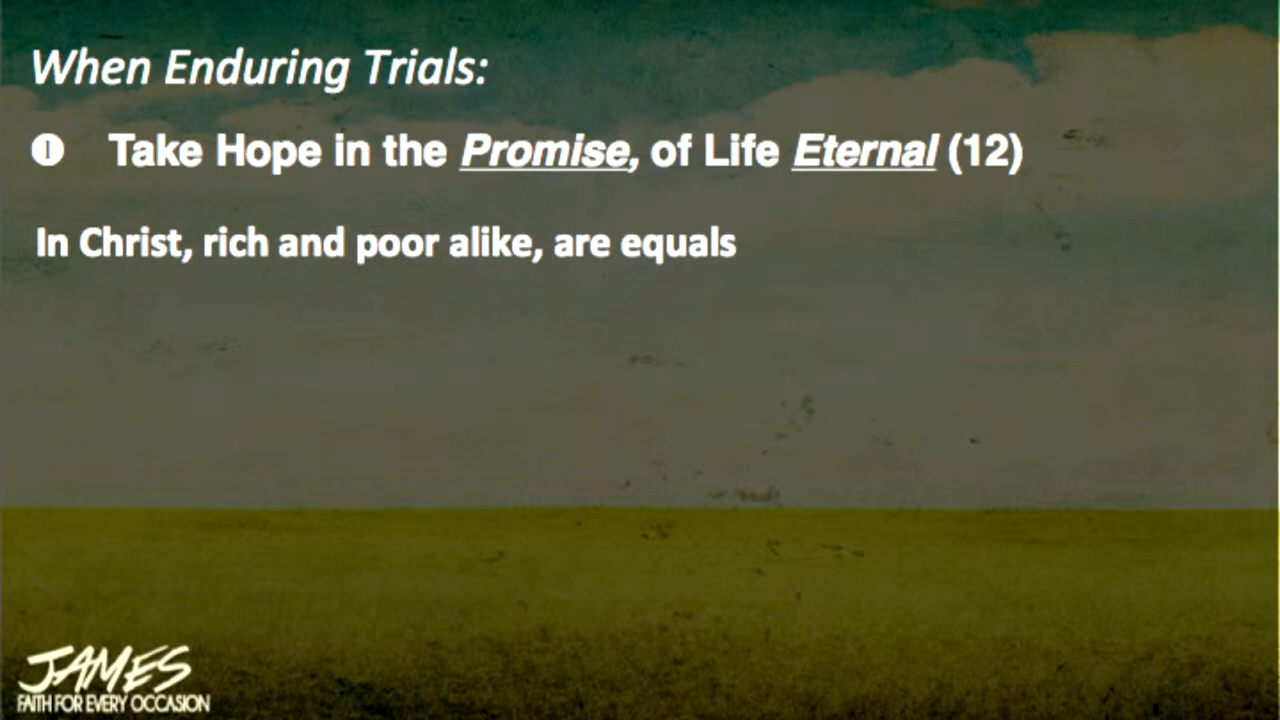 When Enduring Trials:
❶ Take Hope in the Promise, of Life Eternal (12)
In Christ, rich and poor alike, are equals
JAMES
FAITH FOR EVERY OCCASION